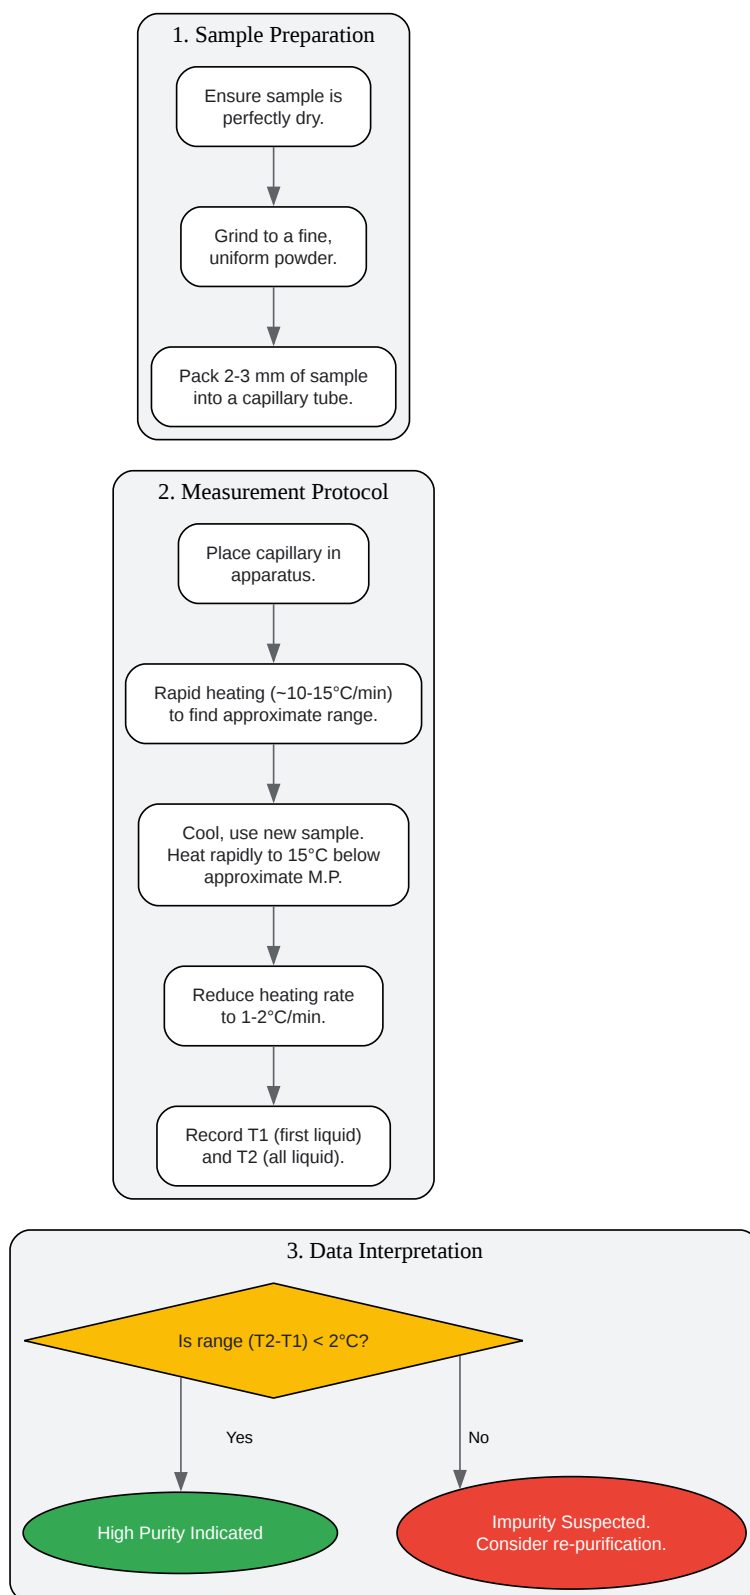 1. Sample Preparation
Ensure sample is
perfectly dry.
Grind to a fine,
uniform powder.
Pack 2-3 mm of sample
into a capillary tube.
2. Measurement Protocol
Place capillary in
apparatus.
Rapid heating (~10-15°C/min)
to find approximate range.
Cool, use new sample.
Heat rapidly to 15°C below
approximate M.P.
Reduce heating rate
to 1-2°C/min.
Record T1 (first liquid)
and T2 (all liquid).
3. Data Interpretation
Is range (T2-T1) < 2°C?
Yes
No
High Purity Indicated
Impurity Suspected.
Consider re-purification.